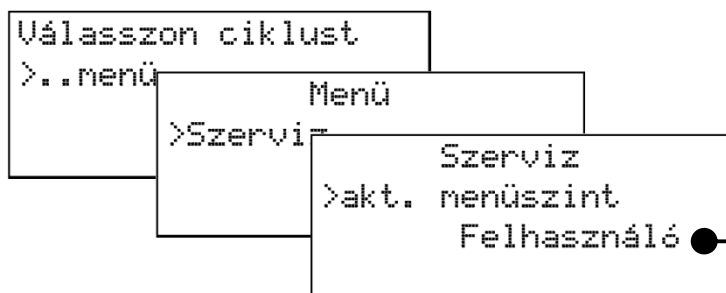 Válasszon ciklust
>..menü
Menü
>Szerviz
Szerviz
>akt. menüszint
Felhasználó